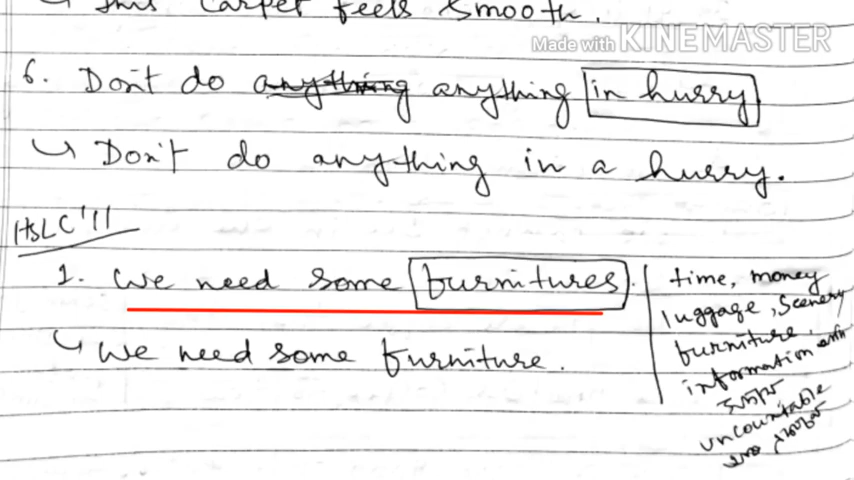 this carpet feels smooth.
Made with KINEMASTER
6. Don't do anything anything in hurry
Don't do anything in a hurry.
HSLC'11
1. We need some furnitures.
We need some furniture.
time, money
luggage, scenery
furniture,
information
uncountable